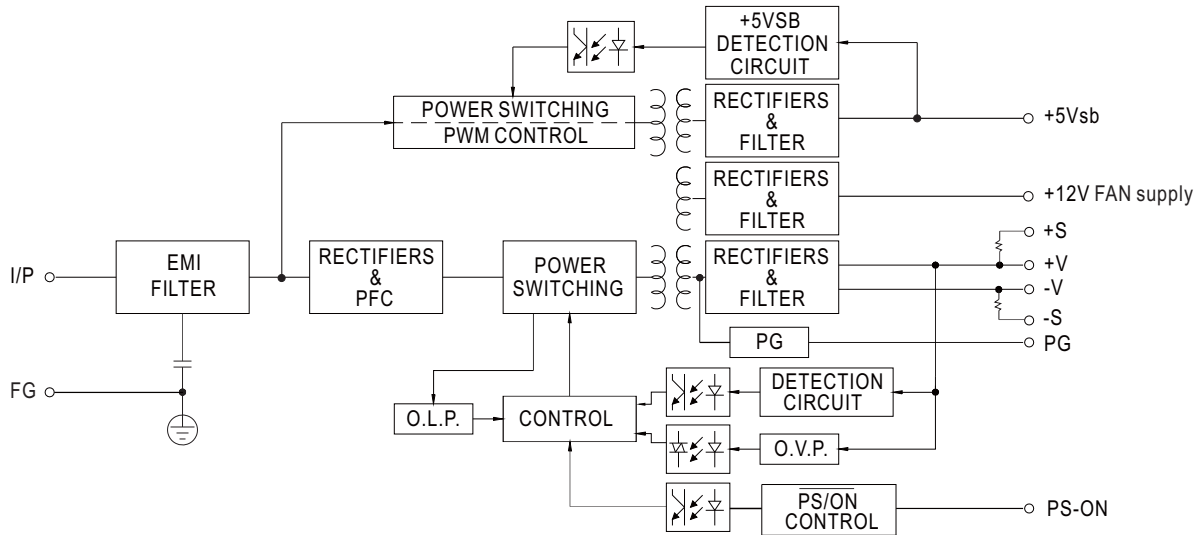 +5VSB
DETECTION
CIRCUIT
POWER SWITCHING
PWM CONTROL
RECTIFIERS
&
FILTER
+5Vsb
RECTIFIERS
&
FILTER
+12V FAN supply
I/P
EMI
FILTER
RECTIFIERS
&
PFC
POWER
SWITCHING
RECTIFIERS
&
FILTER
+S
+V
-V
-S
PG
PG
FG
O.L.P.
CONTROL
DETECTION
CIRCUIT
O.V.P.
PS/ON
CONTROL
PS-ON